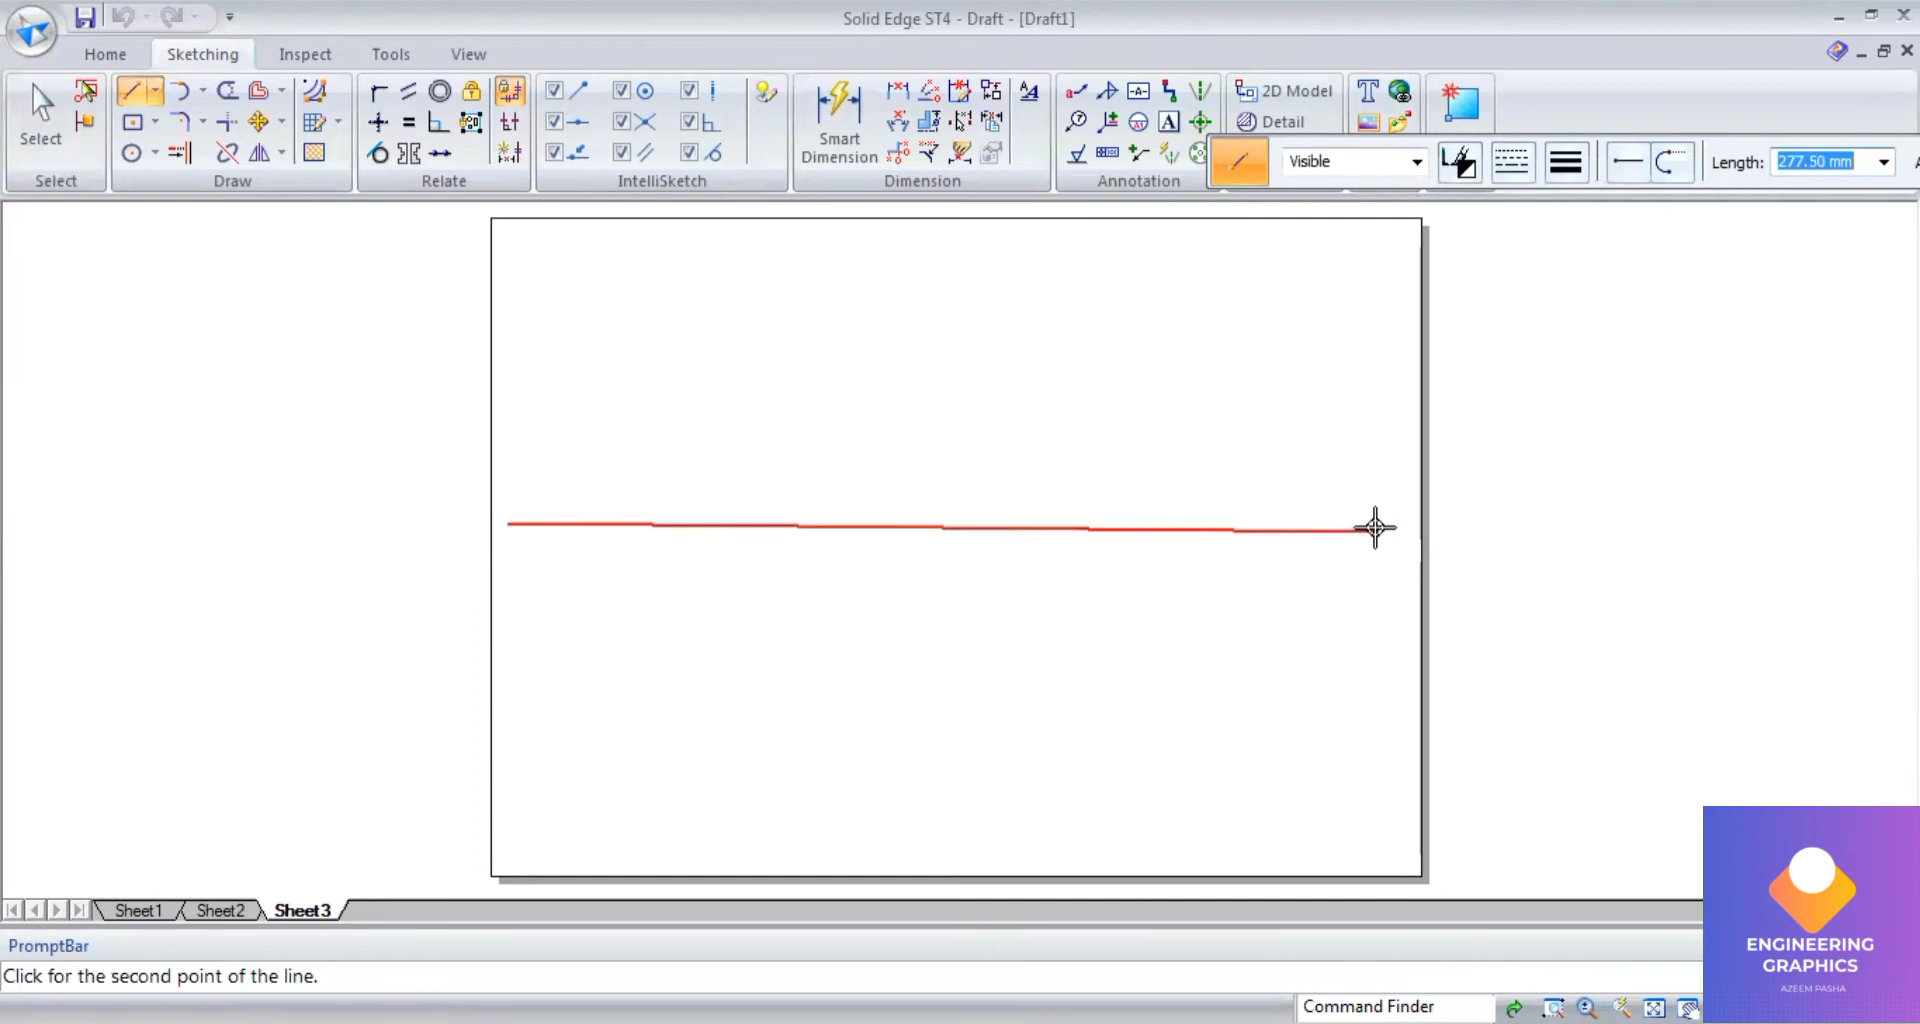 Solid Edge ST4 - Draft - [Draft1]
Home
Sketching
Inspect
Tools
View
Select
Select
Draw
Relate
IntelliSketch
Smart
Dimension
Dimension
Annotation
2D Model
Detail
Visible
Length:
277.50 mm
Sheet1
Sheet2
Sheet3
PromptBar
Click for the second point of the line.
Command Finder
ENGINEERING
GRAPHICS
AZEEM PASHA